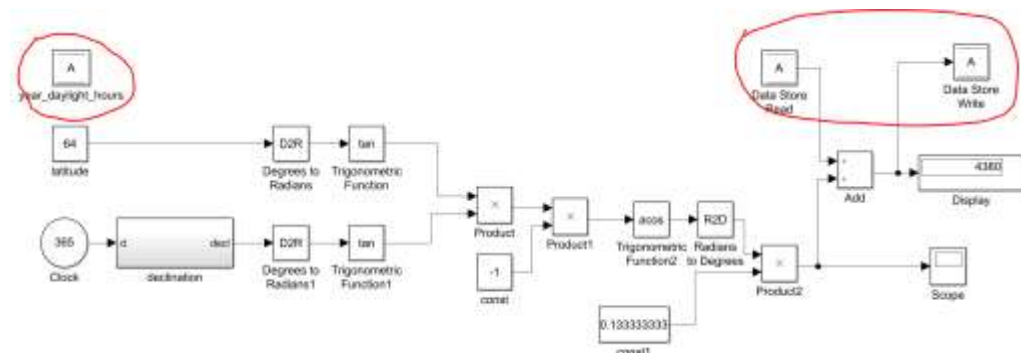 A
year_daylight_hours
A
Data Store
Read
A
Data Store
Write
64
latitude
D2R
Degrees to
Radians
tan
Trigonometric
Function
×
Product
×
Product1
+
+
Add
4380
Display
365
Clock
d
decl
declination
D2R
Degrees to
Radians1
tan
Trigonometric
Function1
-1
const
acos
Trigonometric
Function2
R2D
Radians
to Degrees
×
Product2
Scope
0.133333333
const1